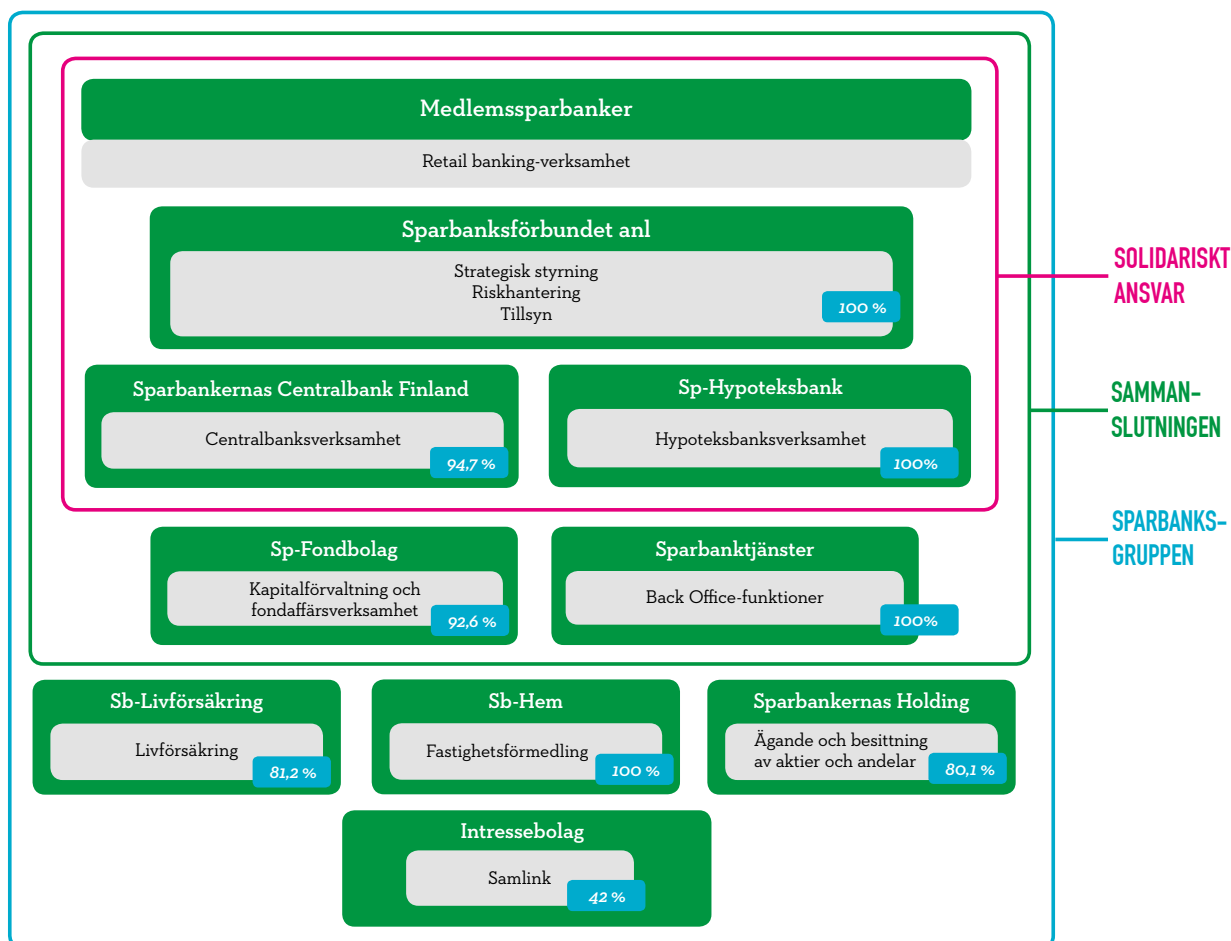 Medlemssparbanker
Retail banking-verksamhet
Sparbanksförbundet anl
Strategisk styrning
Riskhantering
Tillsyn
100 %
SOLIDARISKT
ANSVAR
Sparbankernas Centralbank Finland
Centralbanksverksamhet
94,7 %
Sp-Hypoteksbank
Hypoteksbanksverksamhet
100%
SAMMAN-
SLUTNINGEN
Sp-Fondbolag
Kapitalförvaltning och
fondaffärsverksamhet
92,6 %
Sparbanktjänster
Back Office-funktioner
100%
SPARBANKS-
GRUPPEN
Sb-Livförsäkring
Livförsäkring
81,2 %
Sb-Hem
Fastighetsförmedling
100 %
Sparbankernas Holding
Ägande och besittning
av aktier och andelar
80,1 %
Intressebolag
Samlink
42 %